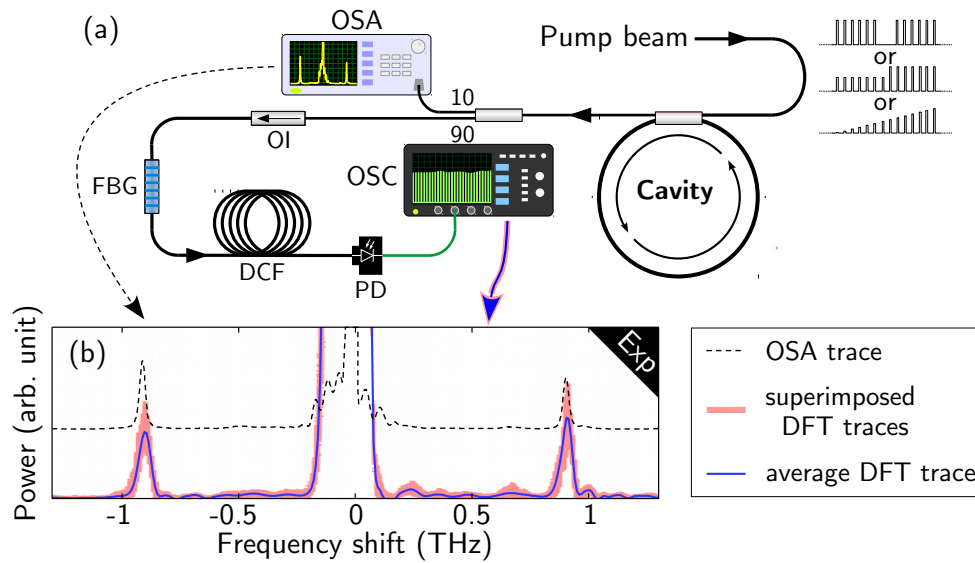 (a)
OSA
Pump beam
or
or
10
90
OI
OSC
FBG
Cavity
DCF
PD
(b)
Exp
Power (arb. unit)
-1
-0.5
0
0.5
1
Frequency shift (THz)
OSA trace
superimposed
DFT traces
average DFT trace